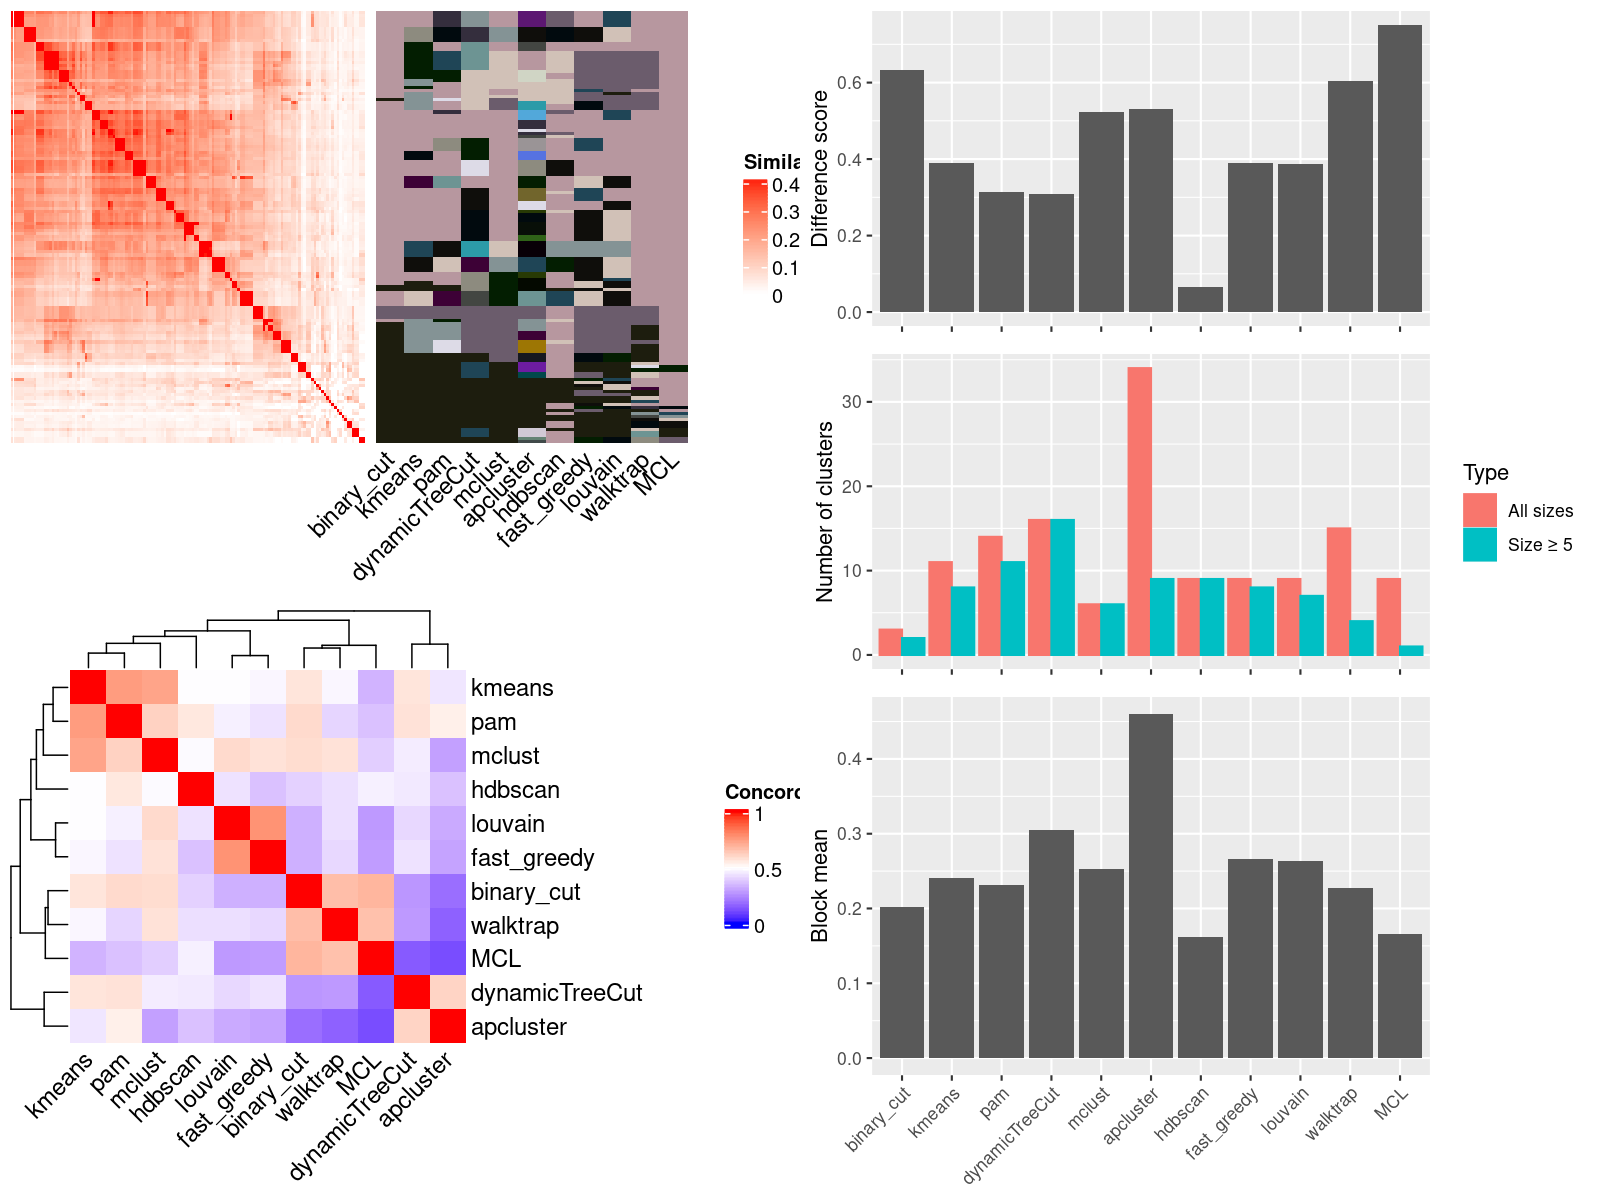 Simila
0.4
0.3
0.2
0.1
0
binary_cut
kmeans
pam
dynamicTreeCut
mclust
apcluster
hdbscan
fast_greedy
louvain
walktrap
MCL
kmeans
pam
mclust
hdbscan
louvain
fast_greedy
binary_cut
walktrap
MCL
dynamicTreeCut
apcluster
kmeans
pam
mclust
hdbscan
louvain
fast_greedy
binary_cut
walktrap
MCL
dynamicTreeCut
apcluster
Concord
1
0.5
0
Difference score
0.6
0.4
0.2
0.0
Number of clusters
30
20
10
0
Type
All sizes
Size ≥ 5
Block mean
0.4
0.3
0.2
0.1
0.0
binary_cut
kmeans
pam
dynamicTreeCut
mclust
apcluster
hdbscan
fast_greedy
louvain
walktrap
MCL